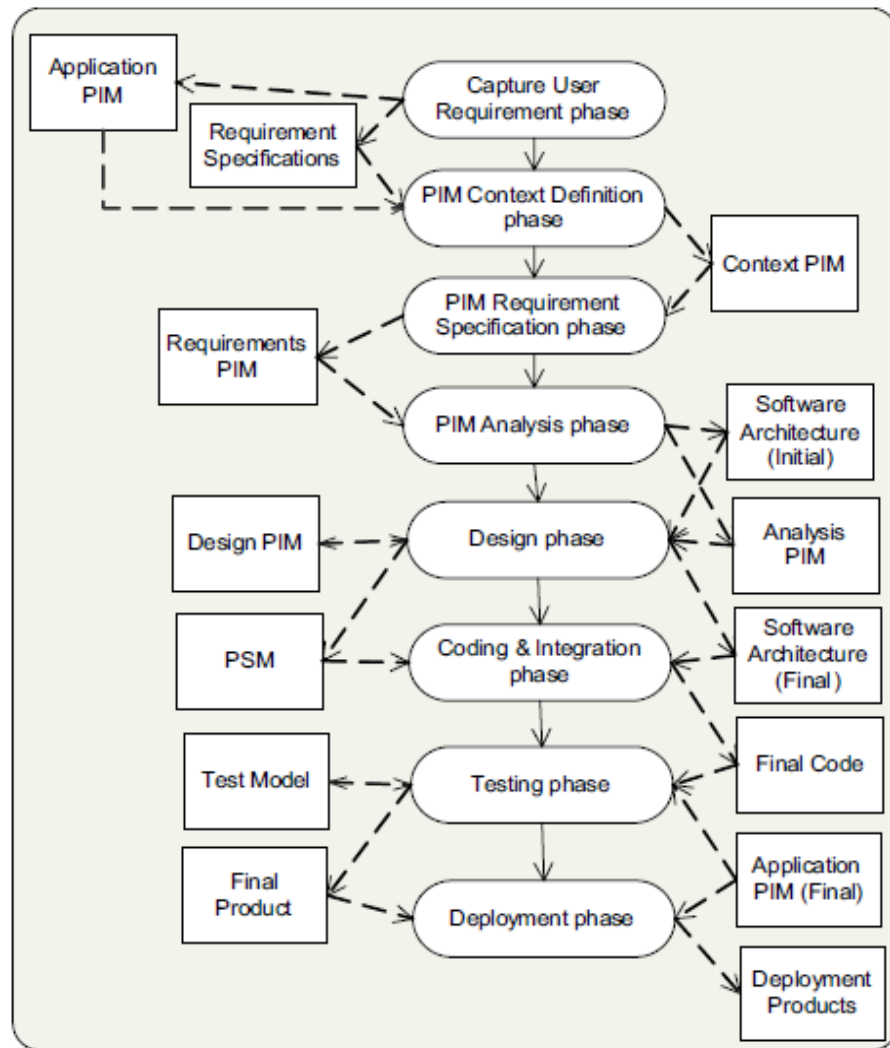 Application
PIM
Capture User
Requirement phase
Requirement
Specifications
PIM Context Definition
phase
Context PIM
PIM Requirement
Specification phase
Requirements
PIM
PIM Analysis phase
Software
Architecture
(Initial)
Design PIM
Design phase
Analysis
PIM
PSM
Coding & Integration
phase
Software
Architecture
(Final)
Test Model
Testing phase
Final Code
Final
Product
Deployment phase
Application
PIM (Final)
Deployment
Products